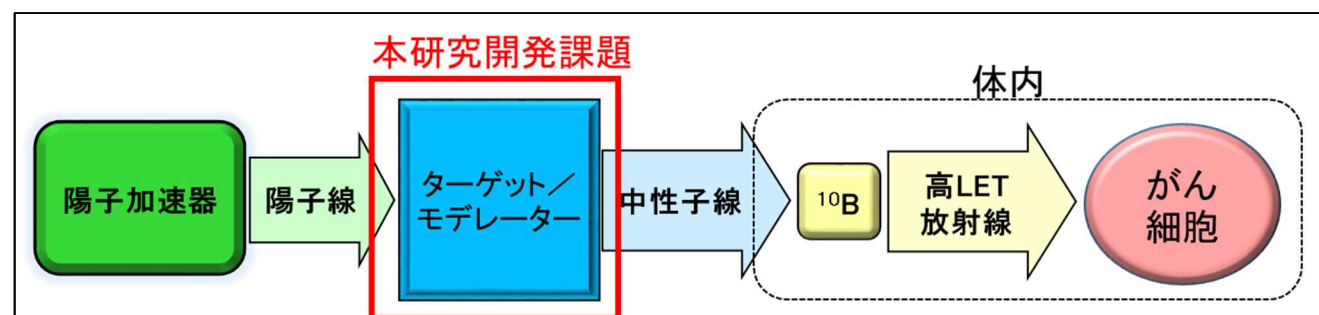 本研究開発課題
体内
陽子加速器
陽子線
ターゲット／
モデレーター
中性子線
¹⁰B
高LET
放射線
がん
細胞